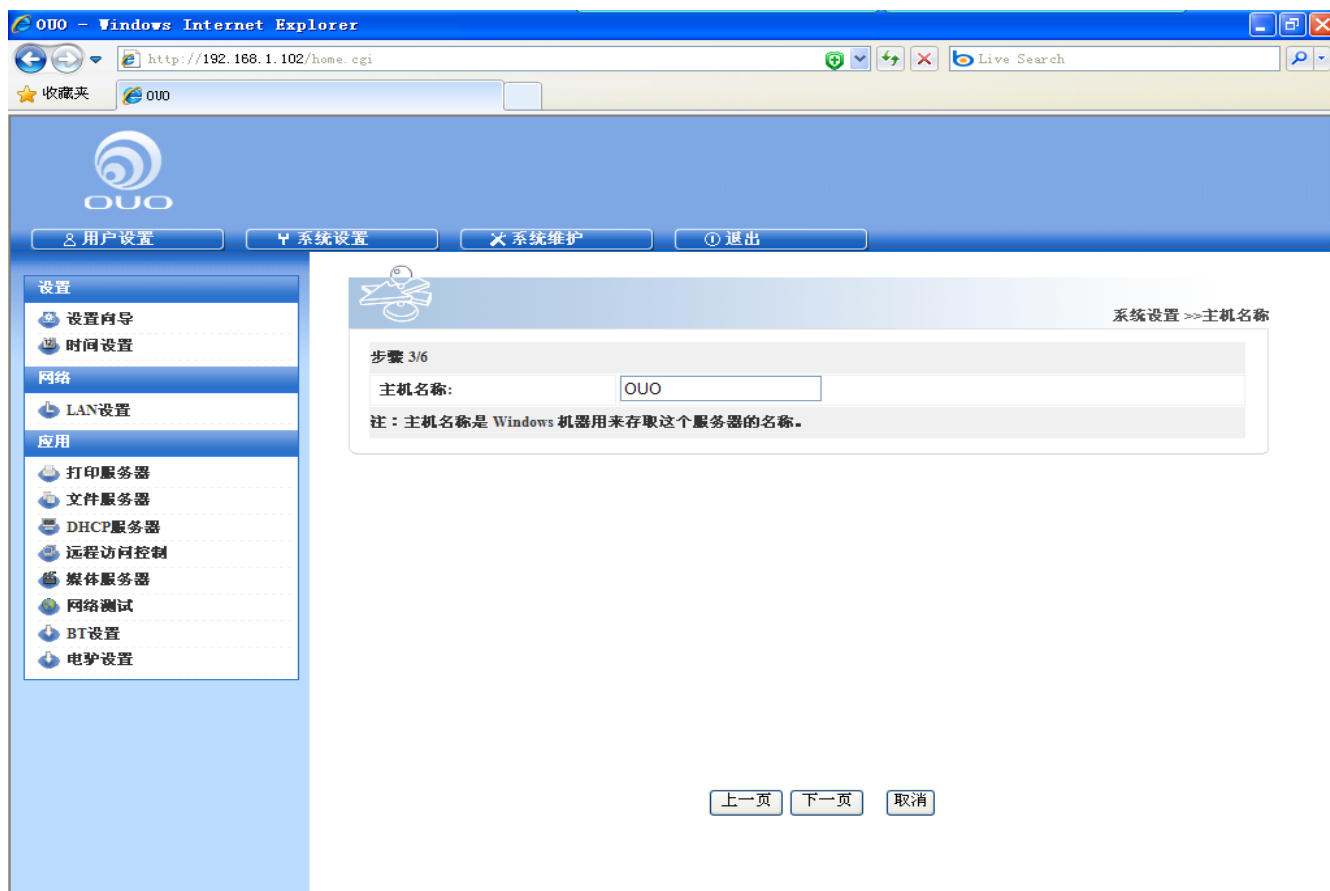 OUO - Windows Internet Explorer
http://192.168.1.102/home.cgi
Live Search
收藏夹
OUO
OUO
用户设置
系统设置
系统维护
退出
设置
设置向导
时间设置
网络
LAN设置
应用
打印服务器
文件服务器
DHCP服务器
远程访问控制
媒体服务器
网络测试
BT设置
电驴设置
系统设置 >>主机名称
步骤 3/6
主机名称: OUO
注：主机名称是 Windows 机器用来存取这个服务器的名称。
上一页 下一页 取消